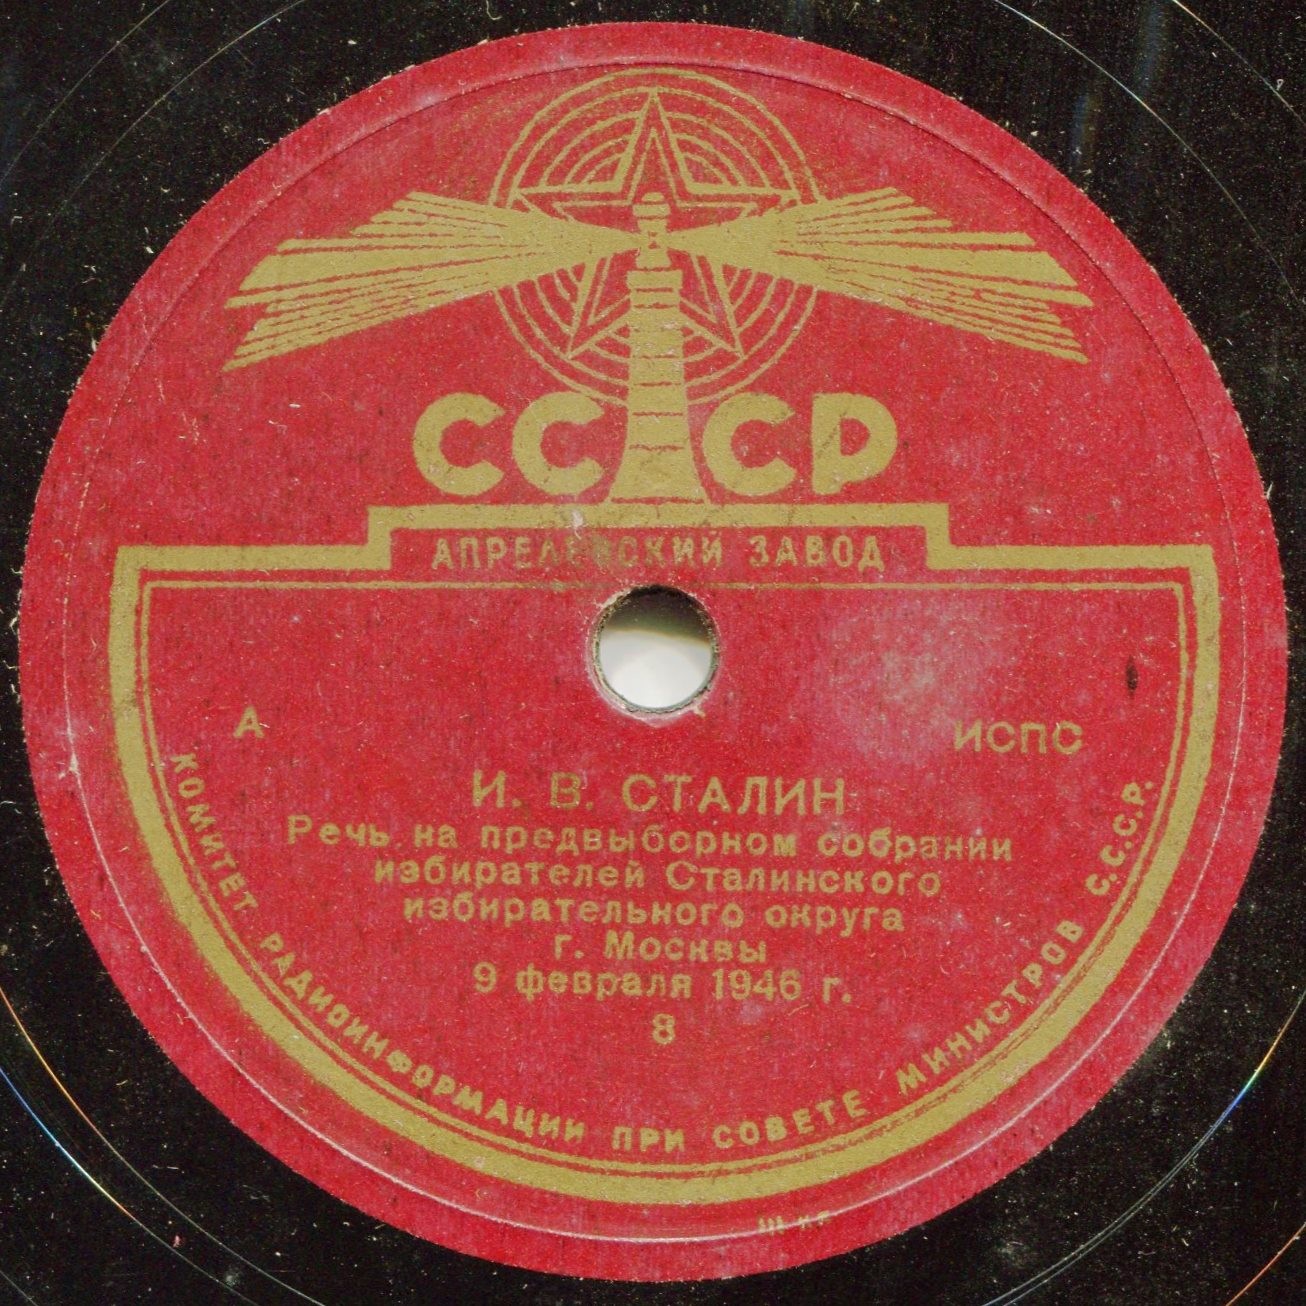 СССР
АПРЕЛЕВСКИЙ ЗАВОД
А
ИСПС
И. В. СТАЛИН
Речь на предвыборном собрании
избирателей Сталинского
избирательного округа
г. Москвы
9 февраля 1946 г.
8
КОМИТЕТ РАДИОИНФОРМАЦИИ ПРИ СОВЕТЕ МИНИСТРОВ С.С.С.Р.